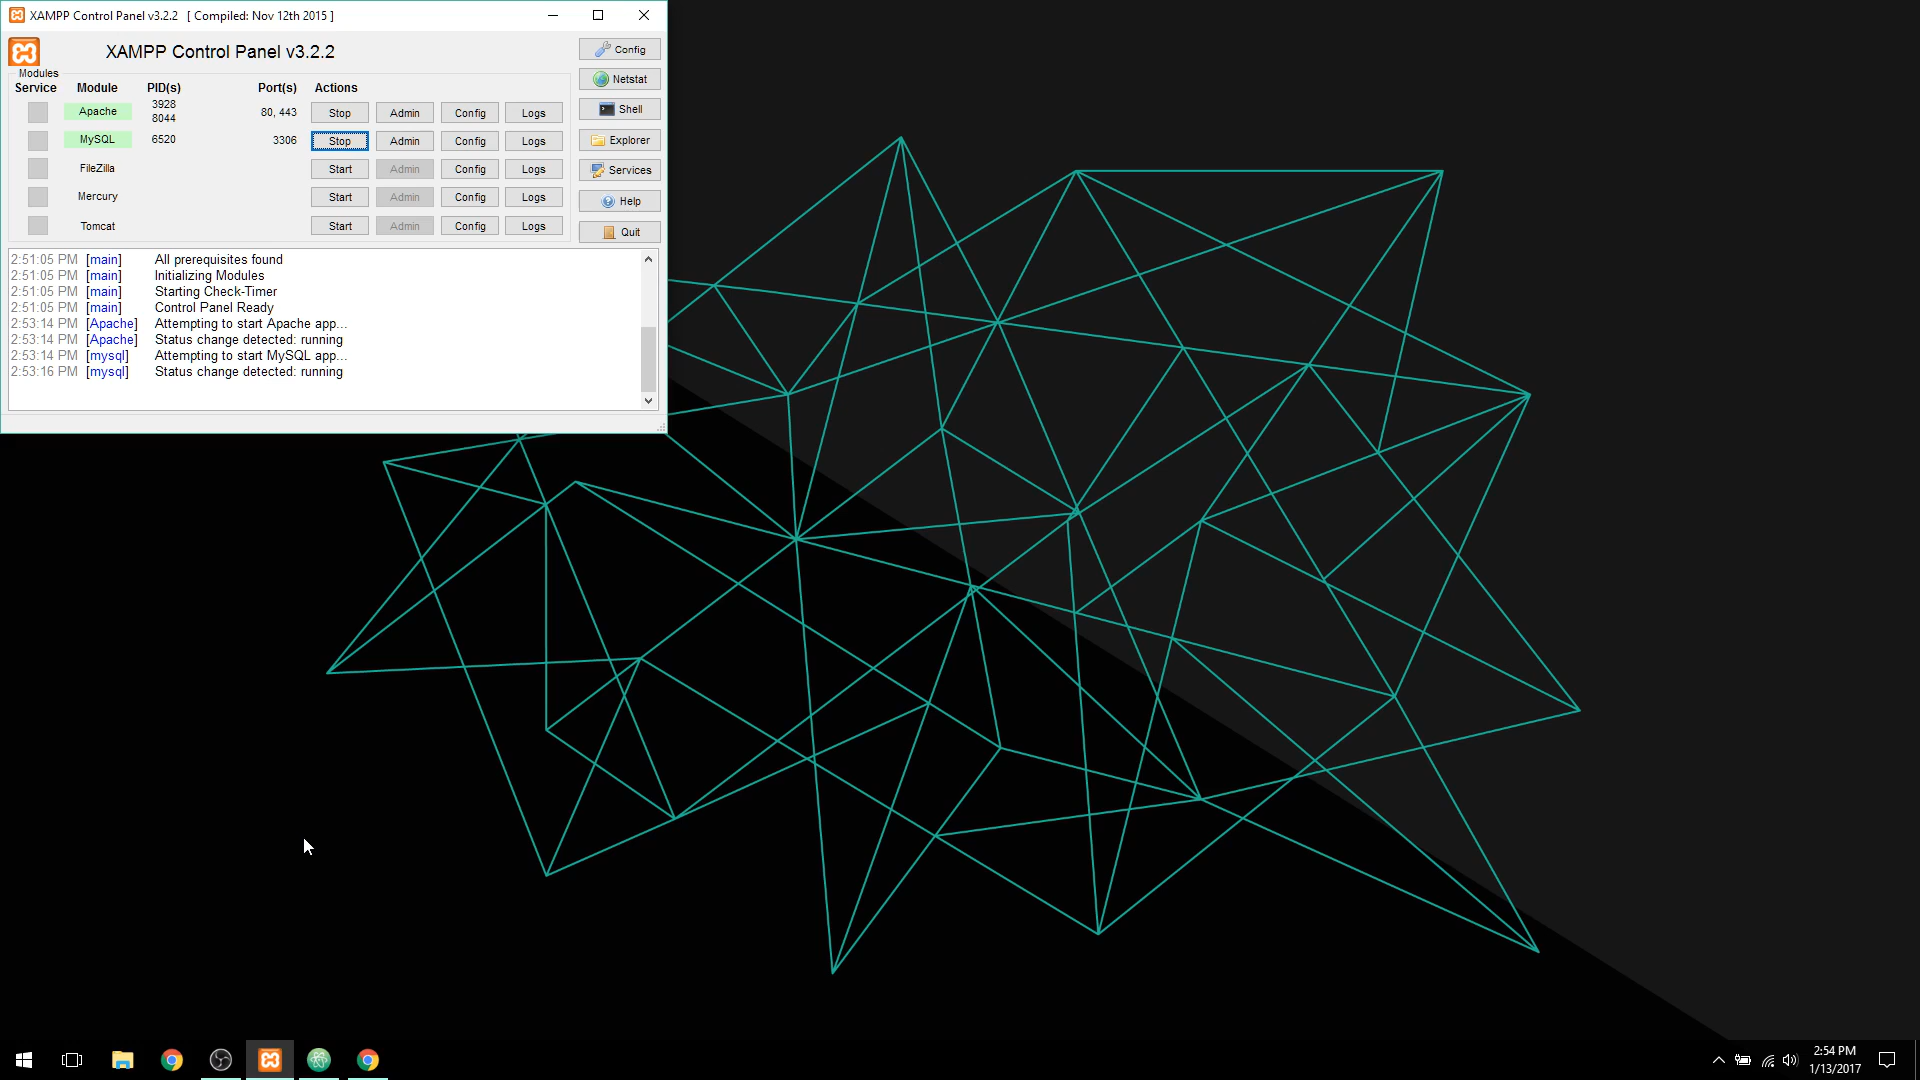 XAMPP Control Panel v3.2.2 [ Compiled: Nov 12th 2015 ]
XAMPP Control Panel v3.2.2
Config
Modules
Service Module PID(s) Port(s) Actions
Netstat
Apache 3928 8044 80, 443 Stop Admin Config Logs
Shell
MySQL 6520 3306 Stop Admin Config Logs
Explorer
FileZilla Start Admin Config Logs
Services
Mercury Start Admin Config Logs
Help
Tomcat Start Admin Config Logs
Quit
2:51:05 PM [main] All prerequisites found
2:51:05 PM [main] Initializing Modules
2:51:05 PM [main] Starting Check-Timer
2:51:05 PM [main] Control Panel Ready
2:53:14 PM [Apache] Attempting to start Apache app...
2:53:14 PM [Apache] Status change detected: running
2:53:14 PM [mysql] Attempting to start MySQL app...
2:53:16 PM [mysql] Status change detected: running
2:54 PM
1/13/2017